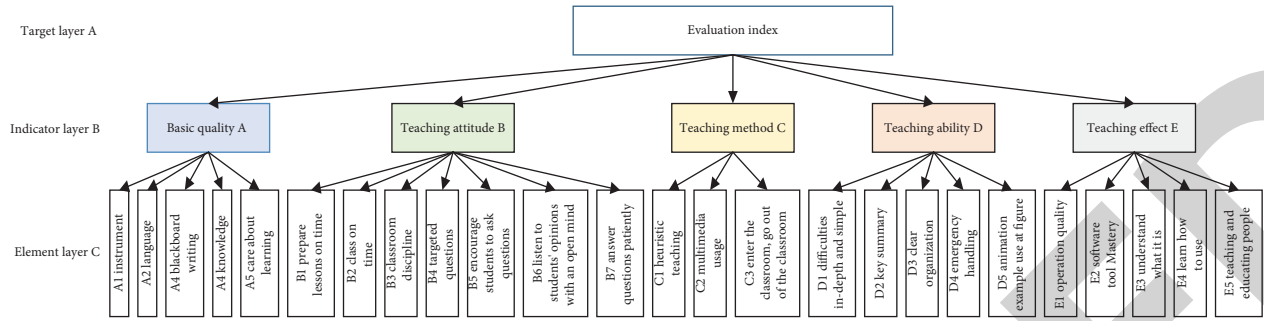 Target layer A
Evaluation index
Indicator layer B
Basic quality A
Teaching attitude B
Teaching method C
Teaching ability D
Teaching effect E
Element layer C
A1 instrument
A2 language
A4 blackboard
writing
A4 knowledge
A5 care about
learning
B1 prepare
lessons on time
B2 class on
time
B3 classroom
discipline
B4 targeted
questions
B5 encourage
students to ask
questions
B6 listen to
students' opinions
with an open mind
B7 answer
questions patiently
C1 heuristic
teaching
C2 multimedia
usage
C3 enter the
classroom, go out
of the classroom
D1 difficulties
in-depth and simple
D2 key summary
D3 clear
organization
D4 emergency
handling
D5 animation
example use at figure
E1 operation quality
E2 software
tool Mastery
E3 understand
what it is
E4 learn how
to use
E5 teaching and
educating people